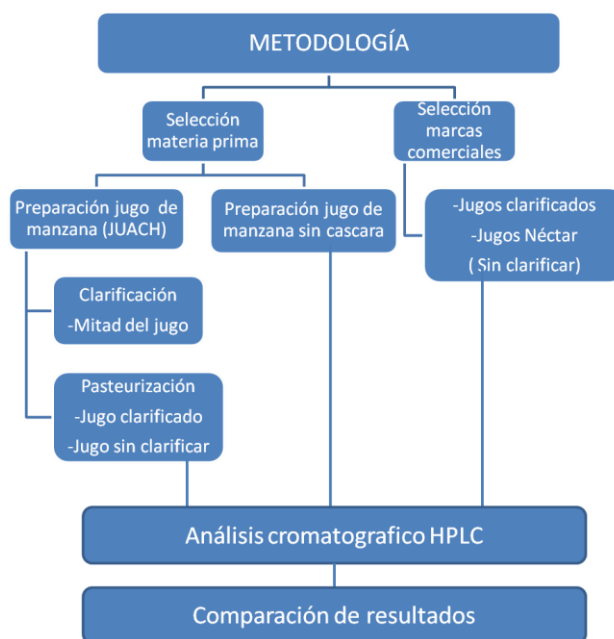 METODOLOGÍA
Selección
materia prima
Selección
marcas
comerciales
Preparación jugo de
manzana (JUACH)
Preparación jugo de
manzana sin cascara
-Jugos clarificados
-Jugos Néctar
( Sin clarificar)
Clarificación
-Mitad del jugo
Pasteurización
-Jugo clarificado
-Jugo sin clarificar
Análisis cromatografico HPLC
Comparación de resultados